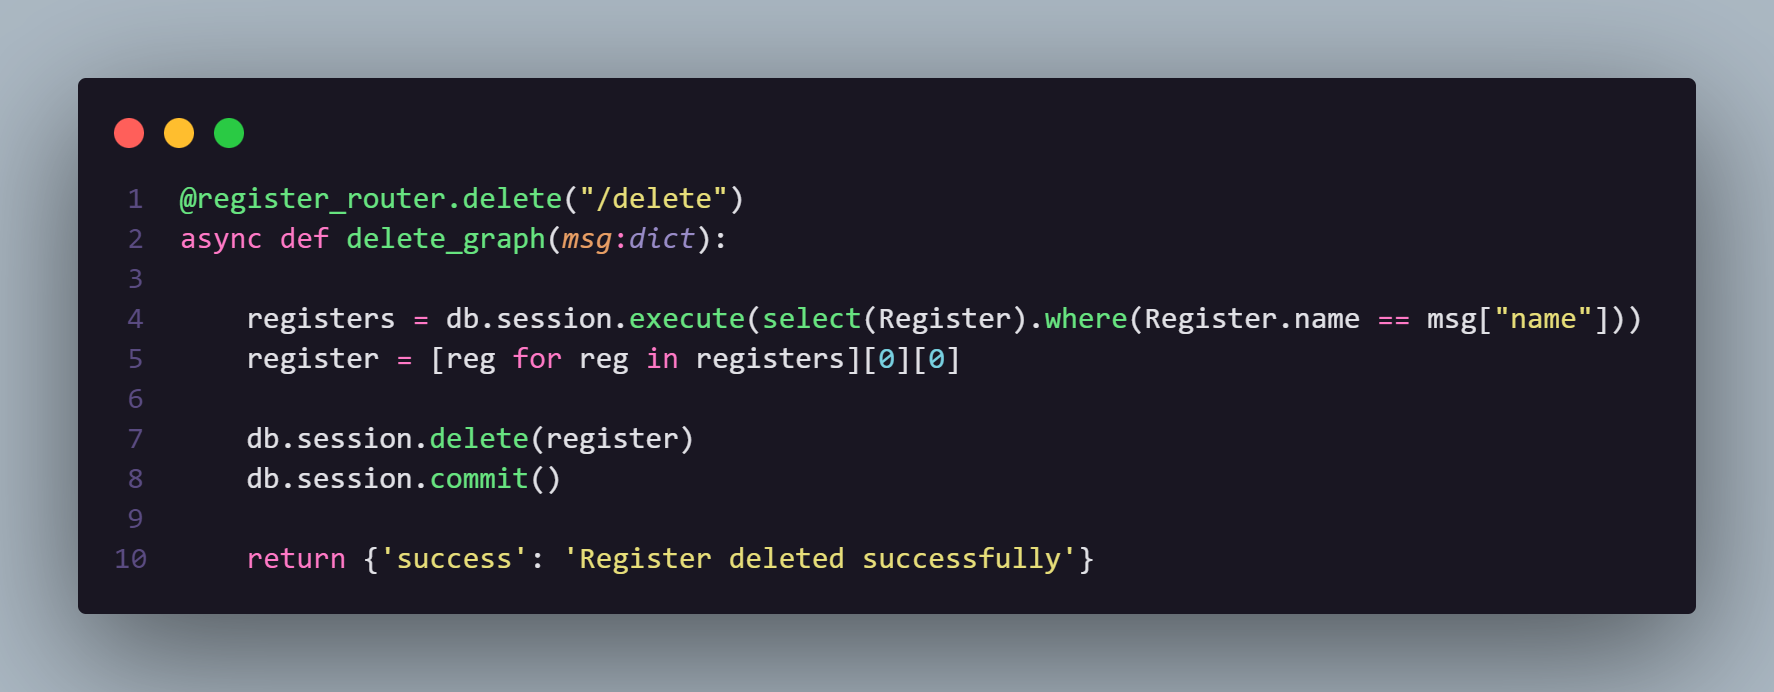 1 @register_router.delete("/delete")
2 async def delete_graph(msg:dict):
3
4     registers = db.session.execute(select(Register).where(Register.name == msg["name"]))
5     register = [reg for reg in registers][0][0]
6
7     db.session.delete(register)
8     db.session.commit()
9
10     return {'success': 'Register deleted successfully'}